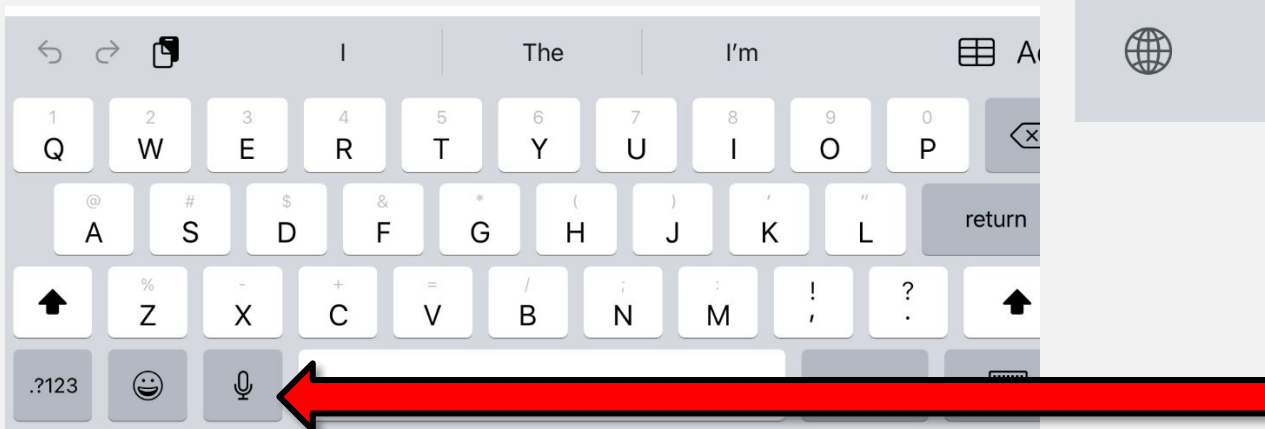 I The I'm
1 2 3 4 5 6 7 8 9 0
Q W E R T Y U I O P
@ # $ & * ( ) ' "
A S D F G H J K L return
% - + = / ; : ! ?
Z X C V B N M , .
.?123